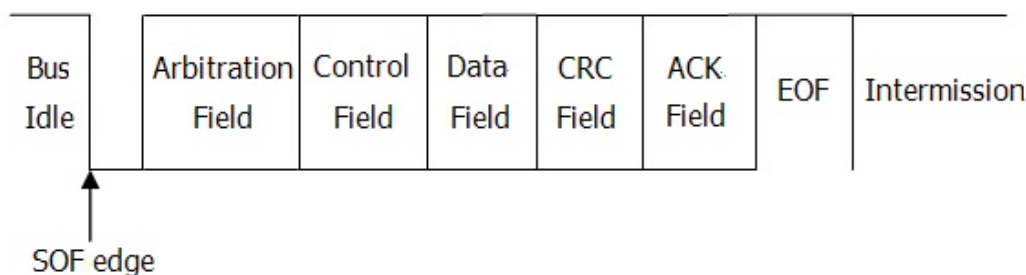 Bus Idle
Arbitration Field
Control Field
Data Field
CRC Field
ACK Field
EOF
Intermission
SOF edge